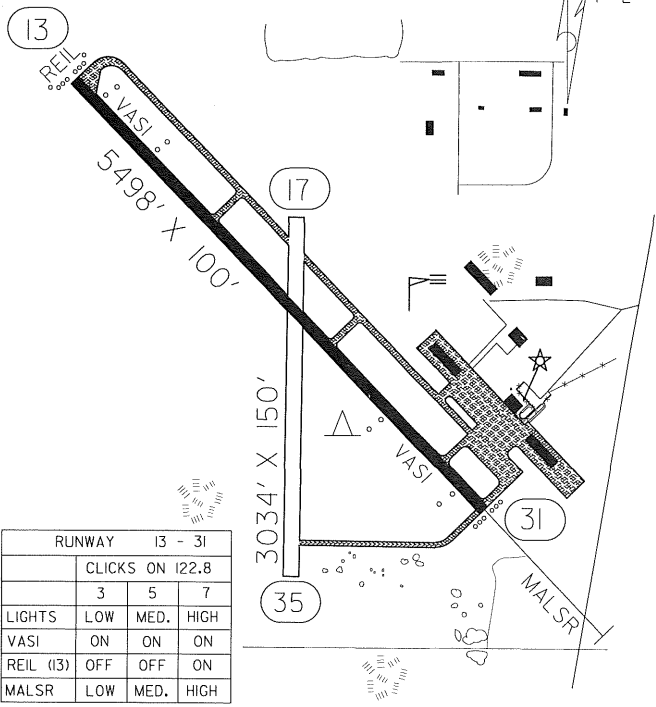 13
REIL
VASI
5498' X 100'
17
3034' X 150'
VASI
31
35
MALSR
RUNWAY 13 - 31
CLICKS ON 122.8
3 5 7
LIGHTS LOW MED. HIGH
VASI ON ON ON
REIL (13) OFF OFF ON
MALSR LOW MED. HIGH